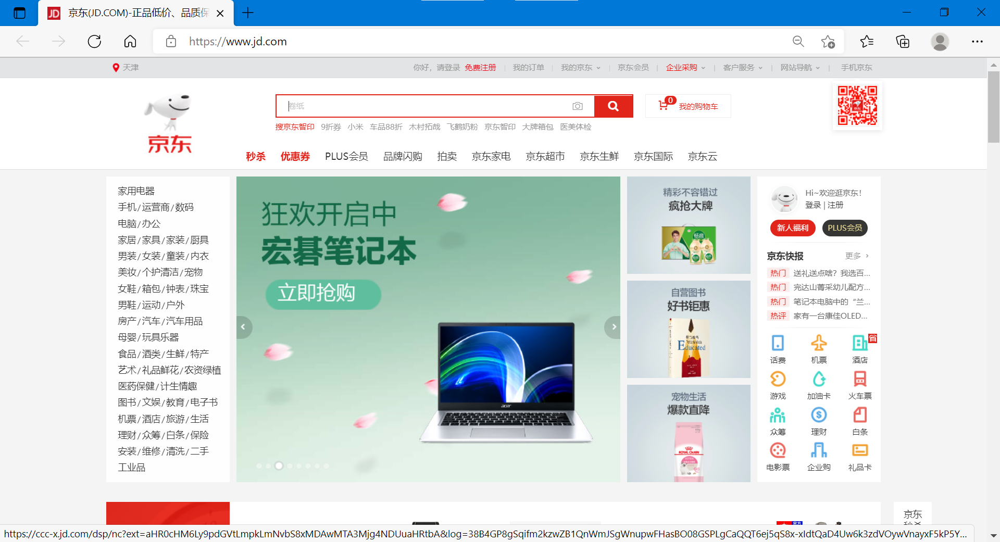 京东(JD.COM)-正品低价、品质保
https://www.jd.com
天津
你好，请登录 免费注册 我的订单 我的京东 京东会员 企业采购 客户服务 网站导航 手机京东
京东
卷纸
0 我的购物车
搜京东智印 9折券 小米 车品88折 木村拓哉 飞鹤奶粉 京东智印 大牌箱包 医美体检
秒杀 优惠券 PLUS会员 品牌闪购 拍卖 京东家电 京东超市 京东生鲜 京东国际 京东云
家用电器
手机/运营商/数码
电脑/办公
家居/家具/家装/厨具
男装/女装/童装/内衣
美妆/个护清洁/宠物
女鞋/箱包/钟表/珠宝
男鞋/运动/户外
房产/汽车/汽车用品
母婴/玩具乐器
食品/酒类/生鲜/特产
艺术/礼品鲜花/农资绿植
医药保健/计生情趣
图书/文娱/教育/电子书
机票/酒店/旅游/生活
理财/众筹/白条/保险
安装/维修/清洗/二手
工业品
狂欢开启中
宏碁笔记本
立即抢购
acer
精彩不容错过
疯抢大牌
畅意
自营图书
好书钜惠
Educated
宠物生活
爆款直降
ROYAL CANIN
Hi~欢迎逛京东!
登录 | 注册
新人福利 PLUS会员
京东快报 更多
热门 送礼送点啥？我选百...
热门 完达山菁采幼儿配方...
热门 笔记本电脑中的“兰...
热评 家有一台康佳OLED...
省
话费 机票 酒店
游戏 加油卡 火车票
众筹 理财 白条
电影票 企业购 礼品卡
京东
https://ccc-x.jd.com/dsp/nc?ext=aHR0cHM6Ly9pdGVtLmpkLmNvbS8xMDAwMTA3Mjg4NDUuaHRtbA&log=38B4GP8gSqifm2kzwZB1QnWmJSgWnupwFHasBO08GSPLgCaQQT6ej5qS8x-xIdtQaD4Uw6k3zdVOywVnayxF5kP5Y...